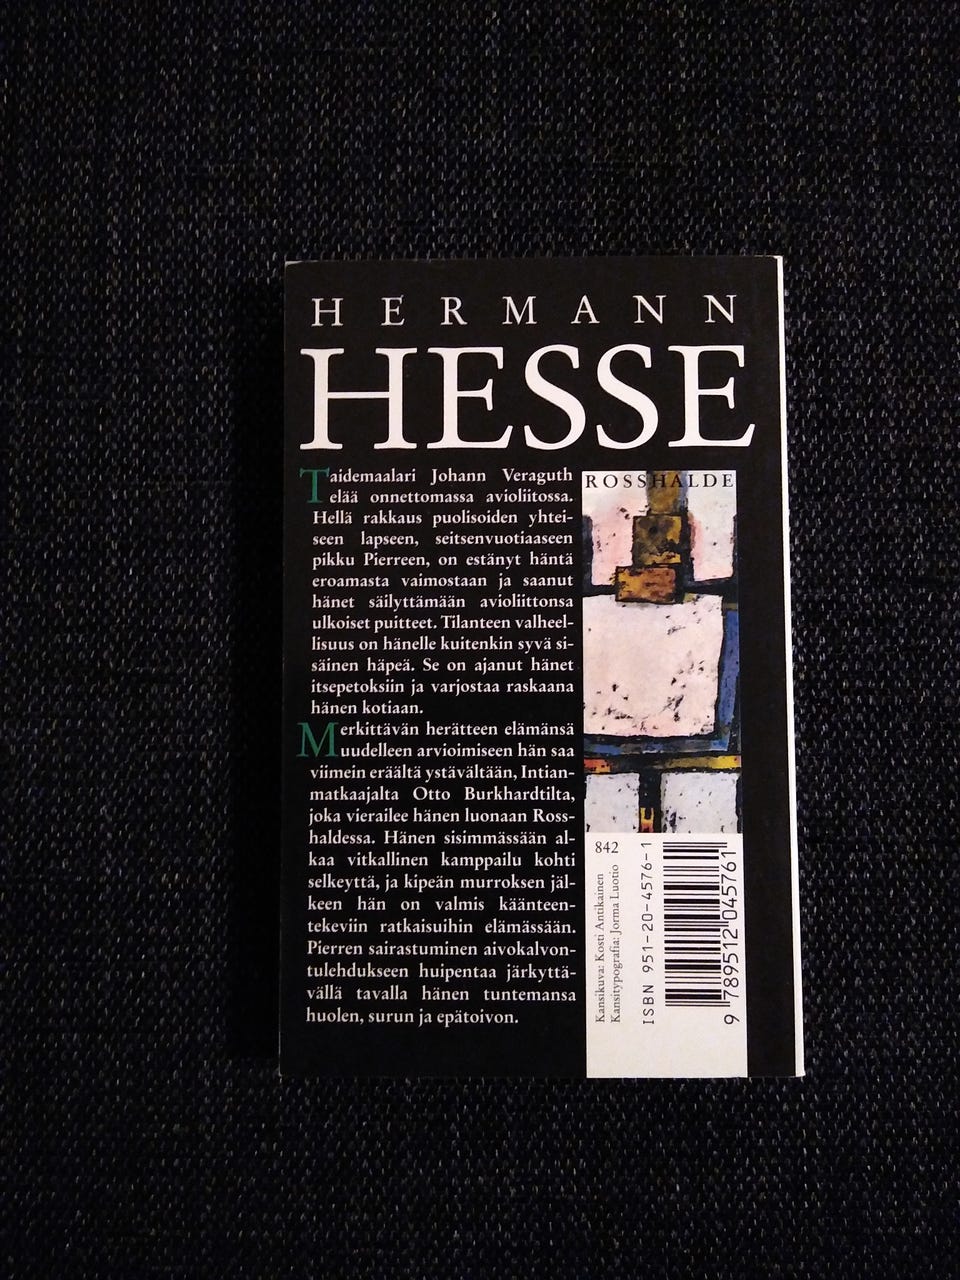 HERMANN
HESSE
Taidemaalari Johann Veraguth
elää onnettomassa avioliitossa.
Hellä rakkaus puolisoiden yhtei-
seen lapseen, seitsenvuotiaaseen
pikku Pierreen, on estänyt häntä
eroamasta vaimostaan ja saanut
hänet säilyttämään avioliittonsa
ulkoiset puitteet. Tilanteen valheel-
lisuus on hänelle kuitenkin syvä si-
säinen häpeä. Se on ajanut hänet
itsepetoksiin ja varjostaa raskaana
hänen kotiaan.
Merkittävän herätteen elämänsä
uudelleen arvioimiseen hän saa
viimein eräältä ystävältään, Intian-
matkaajalta Otto Burkhardtilta,
joka vierailee hänen luonaan Ross-
haldessa. Hänen sisimmässään al-
kaa vitkallinen kamppailu kohti
selkeyttä, ja kipeän murroksen jäl-
keen hän on valmis käänteen-
tekeviin ratkaisuihin elämässään.
Pierren sairastuminen aivokalvon-
tulehdukseen huipentaa järkyttä-
vällä tavalla hänen tuntemansa
huolen, surun ja epätoivon.
ROSSHALDE
842
Kansikuva: Kosti Antikainen
Kansitypografia: Jorma Luotio
ISBN 951-20-4576-1
9 789512 045761